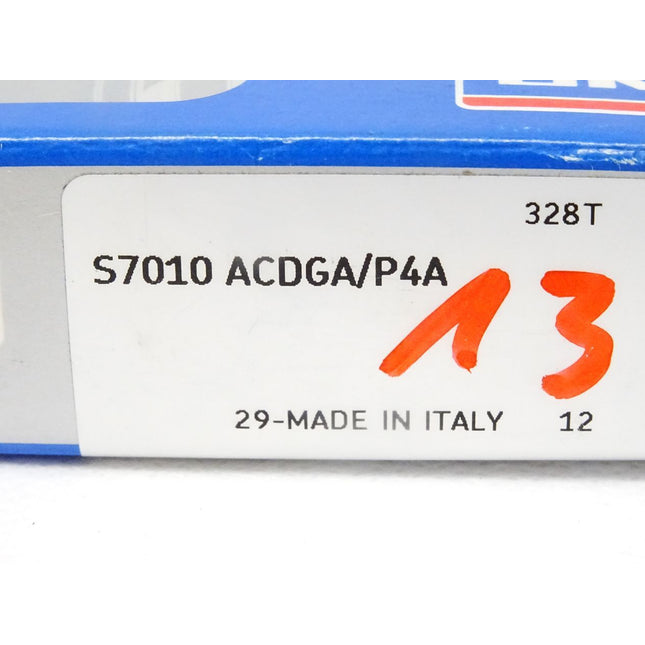 328T
S7010 ACDGA/P4A
13
29-MADE IN ITALY 12